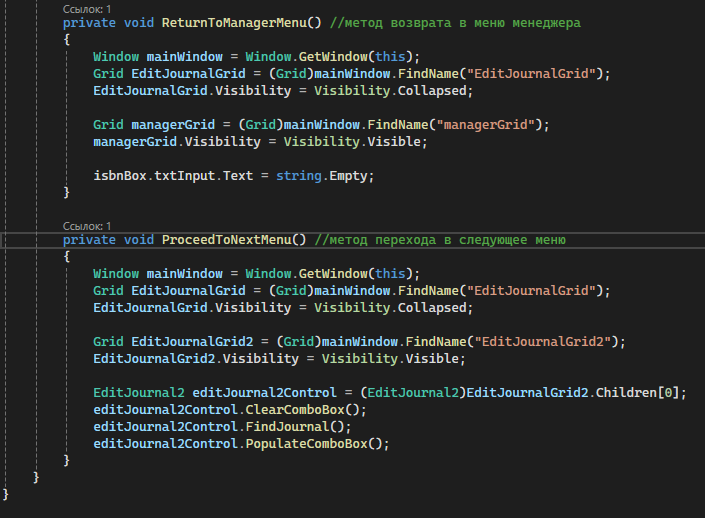 Ссылок: 1
private void ReturnToManagerMenu() //метод возврата в меню менеджера
{
Window mainWindow = Window.GetWindow(this);
Grid EditJournalGrid = (Grid)mainWindow.FindName("EditJournalGrid");
EditJournalGrid.Visibility = Visibility.Collapsed;
Grid managerGrid = (Grid)mainWindow.FindName("managerGrid");
managerGrid.Visibility = Visibility.Visible;
isbnBox.txtInput.Text = string.Empty;
}
Ссылок: 1
private void ProceedToNextMenu() //метод перехода в следующее меню
{
Window mainWindow = Window.GetWindow(this);
Grid EditJournalGrid = (Grid)mainWindow.FindName("EditJournalGrid");
EditJournalGrid.Visibility = Visibility.Collapsed;
Grid EditJournalGrid2 = (Grid)mainWindow.FindName("EditJournalGrid2");
EditJournalGrid2.Visibility = Visibility.Visible;
EditJournal2 editJournal2Control = (EditJournal2)EditJournalGrid2.Children[0];
editJournal2Control.ClearComboBox();
editJournal2Control.FindJournal();
editJournal2Control.PopulateComboBox();
}
}
}